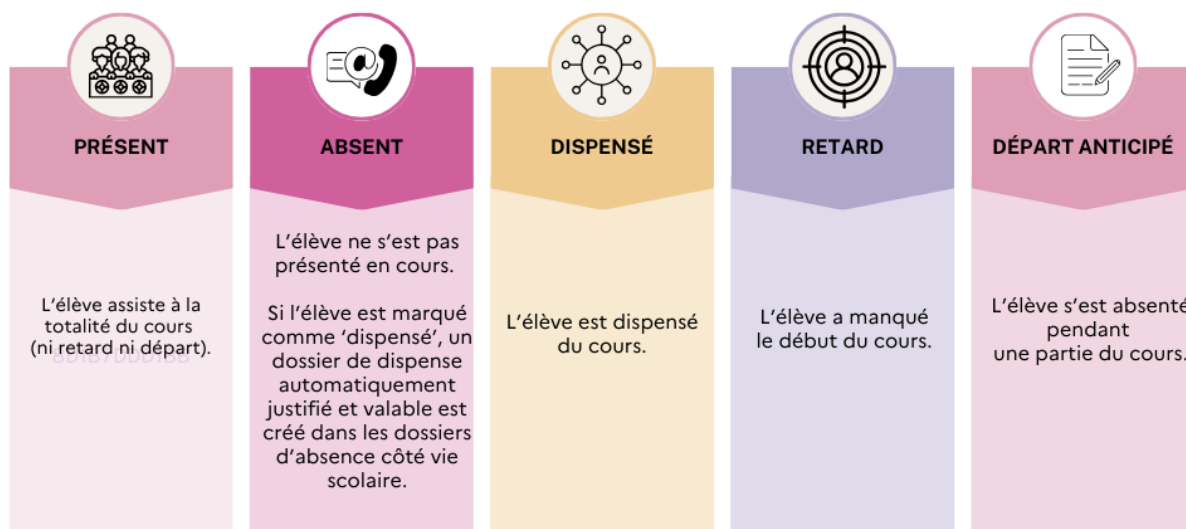 PRÉSENT
L'élève assiste à la
totalité du cours
(ni retard ni départ).
ABSENT
L'élève ne s'est pas
présenté en cours.
Si l'élève est marqué
comme 'dispensé', un
dossier de dispense
automatiquement
justifié et valable est
créé dans les dossiers
d'absence côté vie
scolaire.
DISPENSÉ
L'élève est dispensé
du cours.
RETARD
L'élève a manqué
le début du cours.
DÉPART ANTICIPÉ
L'élève s'est absenté
pendant
une partie du cours.